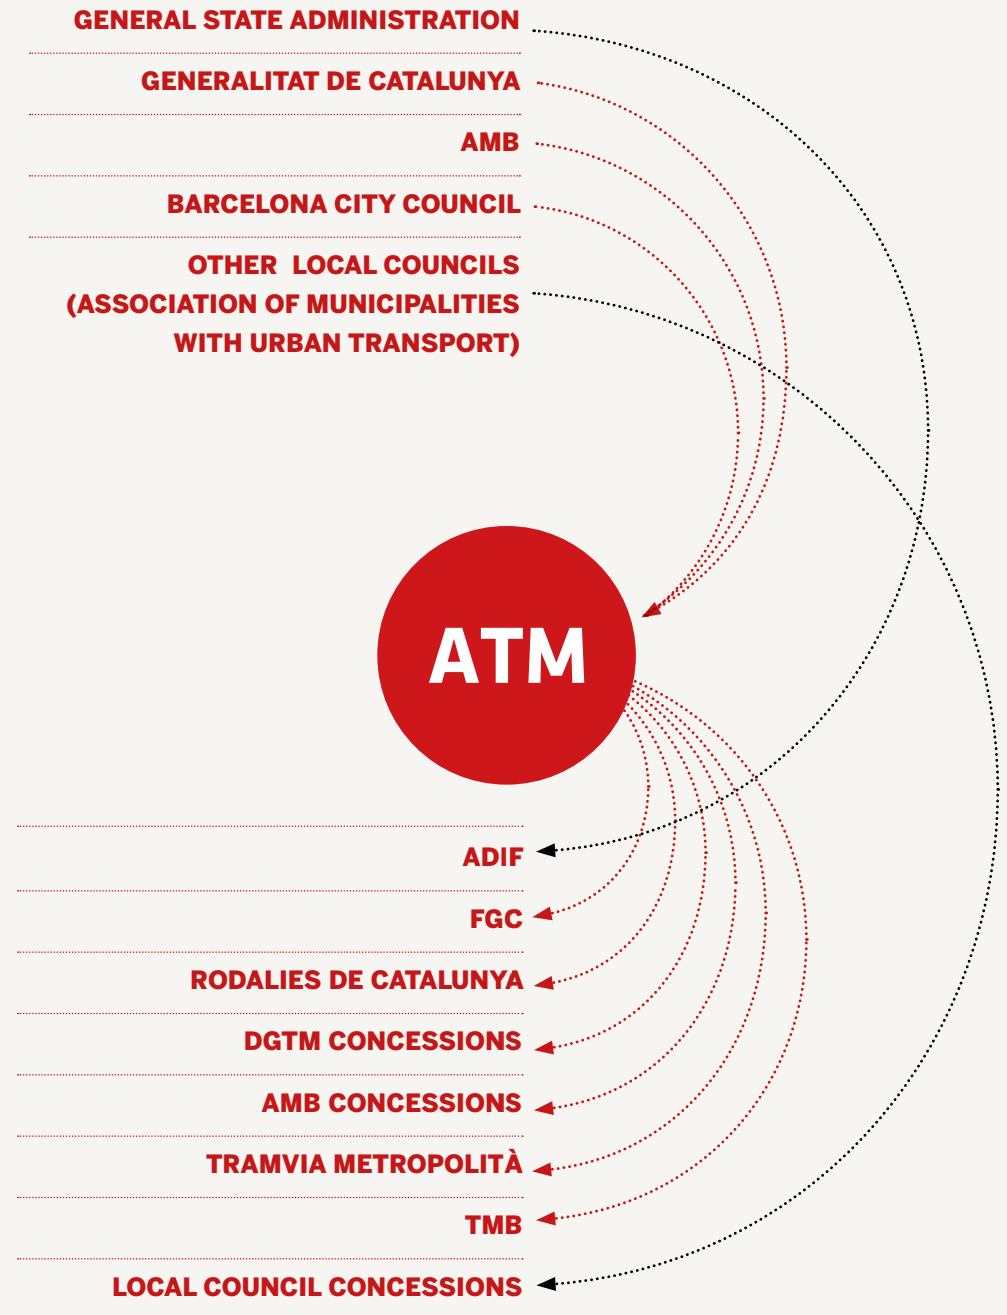 GENERAL STATE ADMINISTRATION
GENERALITAT DE CATALUNYA
AMB
BARCELONA CITY COUNCIL
OTHER LOCAL COUNCILS
(ASSOCIATION OF MUNICIPALITIES
WITH URBAN TRANSPORT)
ATM
ADIF
FGC
RODALIES DE CATALUNYA
DGTM CONCESSIONS
AMB CONCESSIONS
TRAMVIA METROPOLITÀ
TMB
LOCAL COUNCIL CONCESSIONS